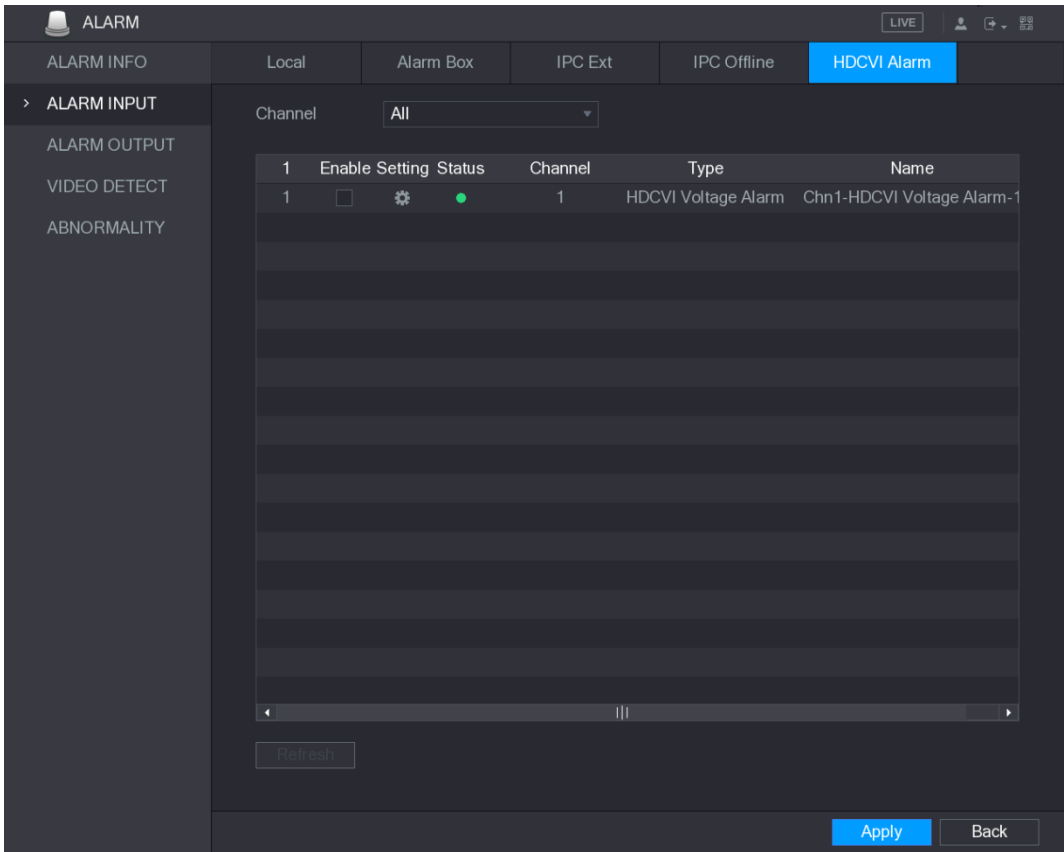 ALARM
LIVE
ALARM INFO
ALARM INPUT
ALARM OUTPUT
VIDEO DETECT
ABNORMALITY
Local Alarm Box IPC Ext IPC Offline HDCVI Alarm
Channel All
1 Enable Setting Status Channel Type Name
1 1 HDCVI Voltage Alarm Chn1-HDCVI Voltage Alarm-1
Refresh
Apply Back